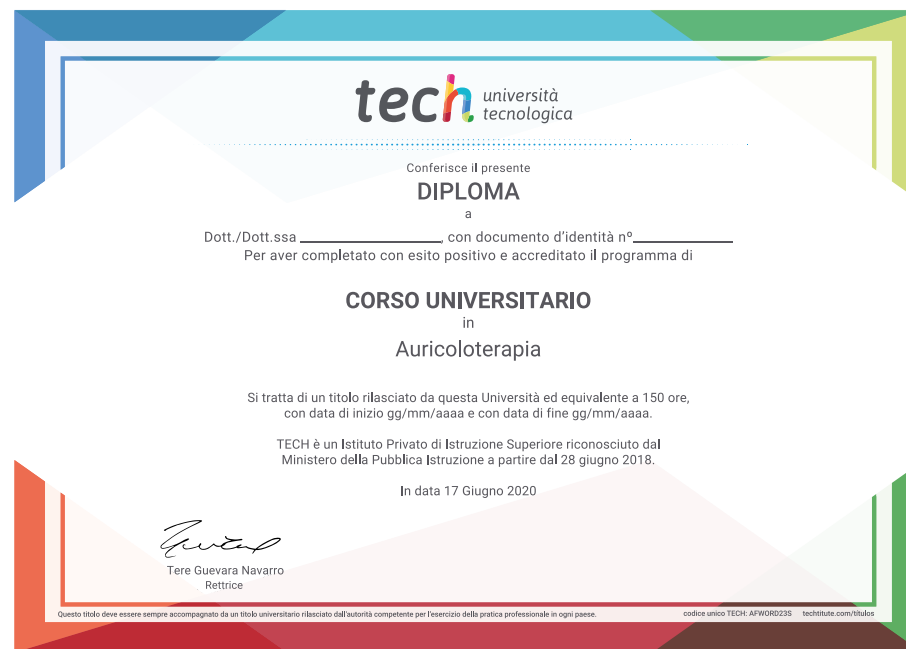 tech università
tecnologica
Conferisce il presente
DIPLOMA
a
Dott./Dott.ssa ________________, con documento d'identità nº____________
Per aver completato con esito positivo e accreditato il programma di
CORSO UNIVERSITARIO
in
Auricoloterapia
Si tratta di un titolo rilasciato da questa Università ed equivalente a 150 ore,
con data di inizio gg/mm/aaaa e con data di fine gg/mm/aaaa.
TECH è un Istituto Privato di Istruzione Superiore riconosciuto dal
Ministero della Pubblica Istruzione a partire dal 28 giugno 2018.
In data 17 Giugno 2020
Tere Guevara Navarro
Rettrice
Questo titolo deve essere sempre accompagnato da un titolo universitario rilasciato dall'autorità competente per l'esercizio della pratica professionale in ogni paese. codice unico TECH: AFWORD23S techtitute.com/titulos